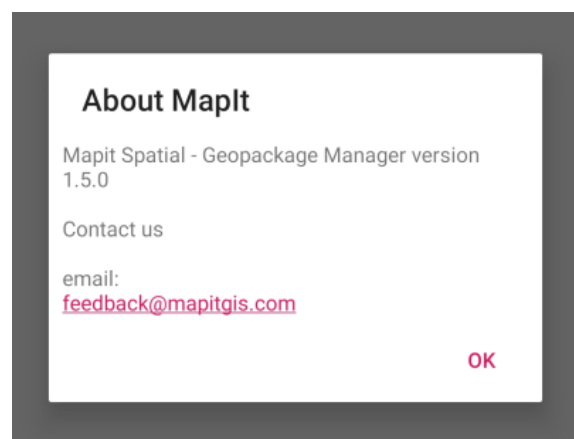 About MapIt
Mapit Spatial - Geopackage Manager version
1.5.0
Contact us
email:
feedback@mapitgis.com
OK